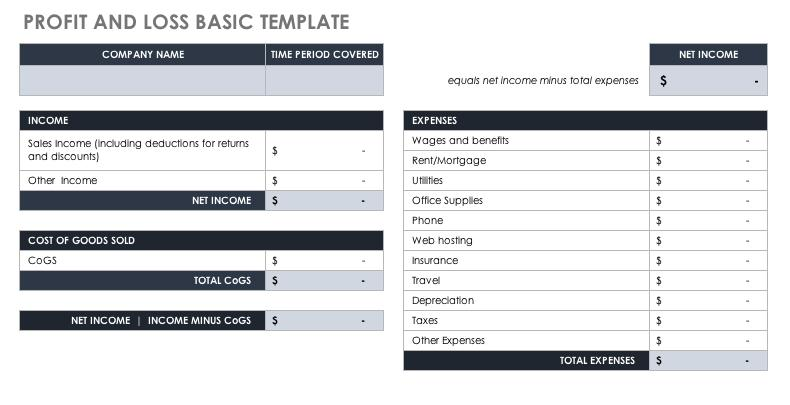 PROFIT AND LOSS BASIC TEMPLATE
COMPANY NAME TIME PERIOD COVERED NET INCOME
equals net income minus total expenses $ -
INCOME
Sales Income (including deductions for returns
and discounts) $ -
Other Income $ -
NET INCOME $ -
COST OF GOODS SOLD
CoGS $ -
TOTAL CoGS $ -
NET INCOME | INCOME MINUS CoGS $ -
EXPENSES
Wages and benefits $ -
Rent/Mortgage $ -
Utilities $ -
Office Supplies $ -
Phone $ -
Web hosting $ -
Insurance $ -
Travel $ -
Depreciation $ -
Taxes $ -
Other Expenses $ -
TOTAL EXPENSES $ -